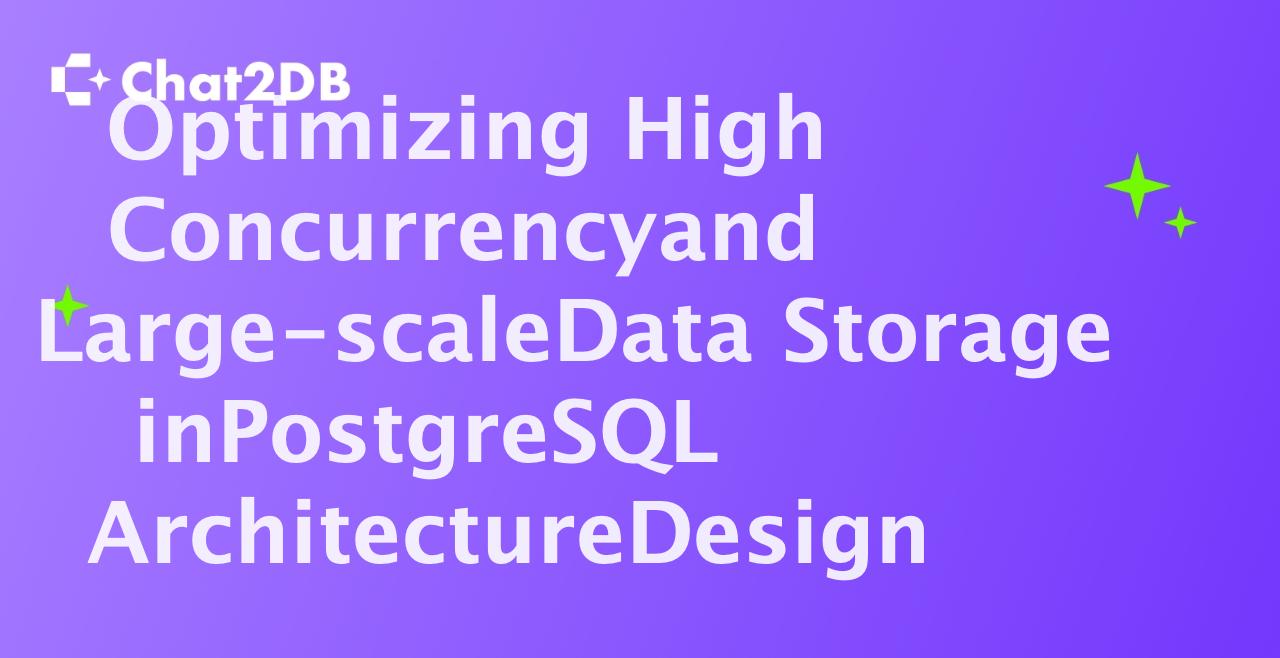 Chat2DB
Optimizing High
Concurrencyand
Large-scaleData Storage
inPostgreSQL
ArchitectureDesign